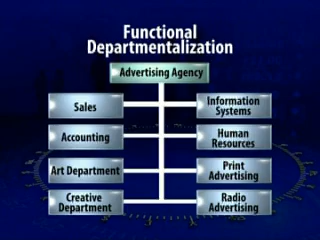 Functional
Departmentalization
Advertising Agency
Sales
Information
Systems
Accounting
Human
Resources
Art Department
Print
Advertising
Creative
Department
Radio
Advertising